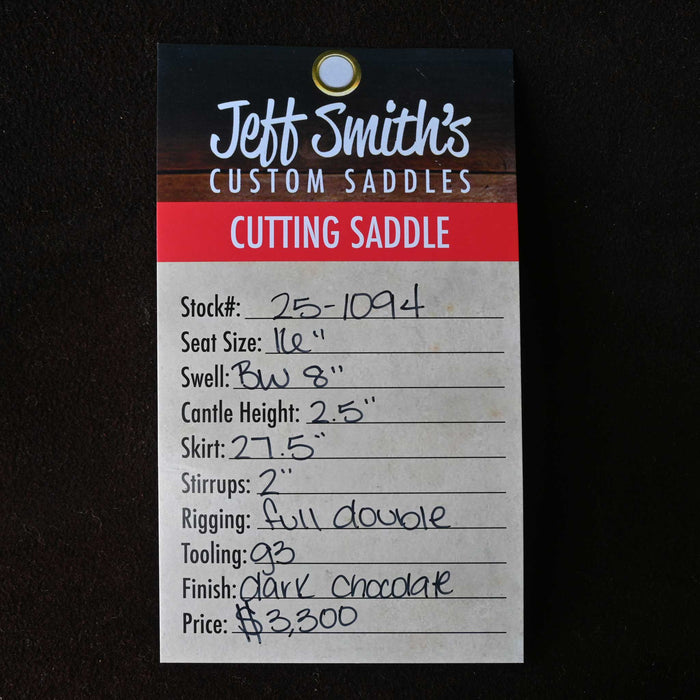 Jeff Smith's
CUSTOM SADDLES
CUTTING SADDLE
Stock#: 25-1094
Seat Size: 16"
Swell: BW 8"
Cantle Height: 2.5"
Skirt: 27.5"
Stirrups: 2"
Rigging: full double
Tooling: g3
Finish: dark chocolate
Price: $3,300